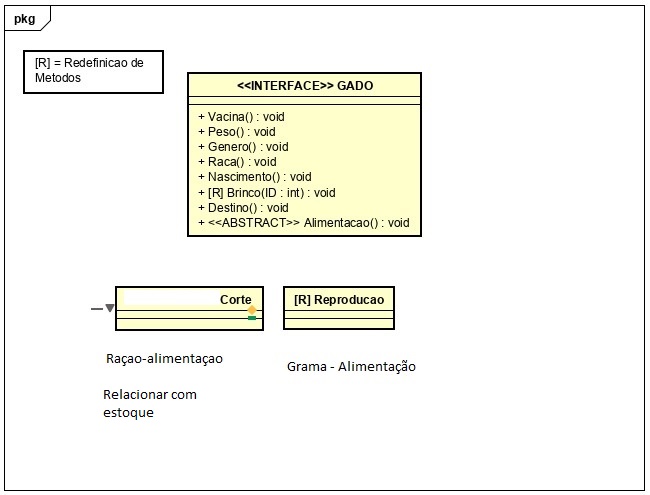 pkg
[R] = Redefinicao de
Metodos
<<INTERFACE>> GADO
+ Vacina() : void
+ Peso() : void
+ Genero() : void
+ Raca() : void
+ Nascimento() : void
+ [R] Brinco(ID : int) : void
+ Destino() : void
+ <<ABSTRACT>> Alimentacao() : void
Corte
[R] Reproducao
Raçao-alimentaçao
Grama - Alimentação
Relacionar com
estoque